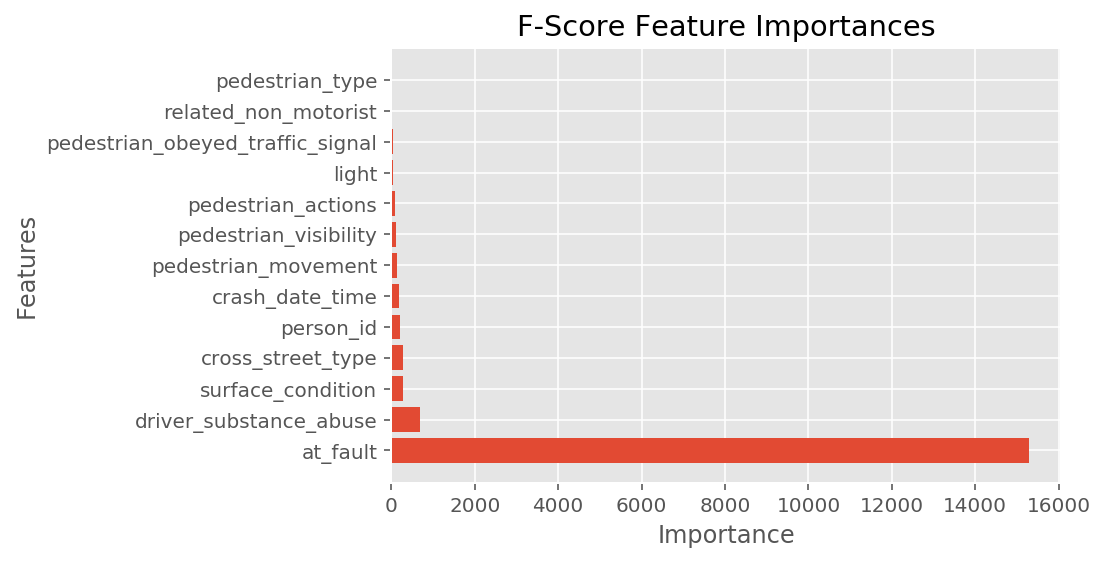 F-Score Feature Importances
Features
pedestrian_type
related_non_motorist
pedestrian_obeyed_traffic_signal
light
pedestrian_actions
pedestrian_visibility
pedestrian_movement
crash_date_time
person_id
cross_street_type
surface_condition
driver_substance_abuse
at_fault
0 2000 4000 6000 8000 10000 12000 14000 16000
Importance